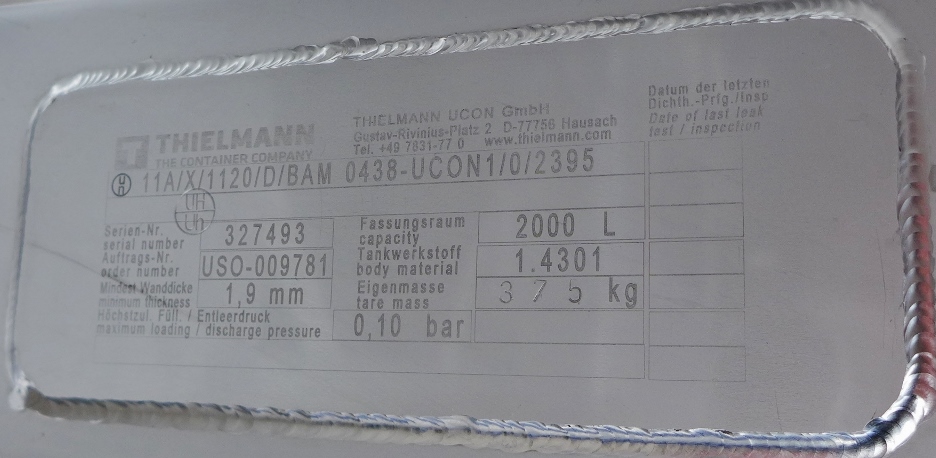 THIELMANN
THE CONTAINER COMPANY
THIELMANN UCON GmbH
Gustav-Rivinius-Platz 2 D-77756 Hausach
Tel. +49 7831-77 0 www.thielmann.com
Datum der letzten
Dichth.-Prfg./Insp
Date of last leak
test / inspection
11A/X/1120/D/BAM 0438-UCON1/0/2395
Serien-Nr.
serial number
327493
Fassungsraum
capacity
2000 L
Auftrags-Nr.
order number
USO-009781
Tankwerkstoff
body material
1.4301
Mindest Wanddicke
minimum thickness
1,9 mm
Eigenmasse
tare mass
375 kg
Höchstzul. Füll. / Entleerdruck
maximum loading / discharge pressure
0,10 bar